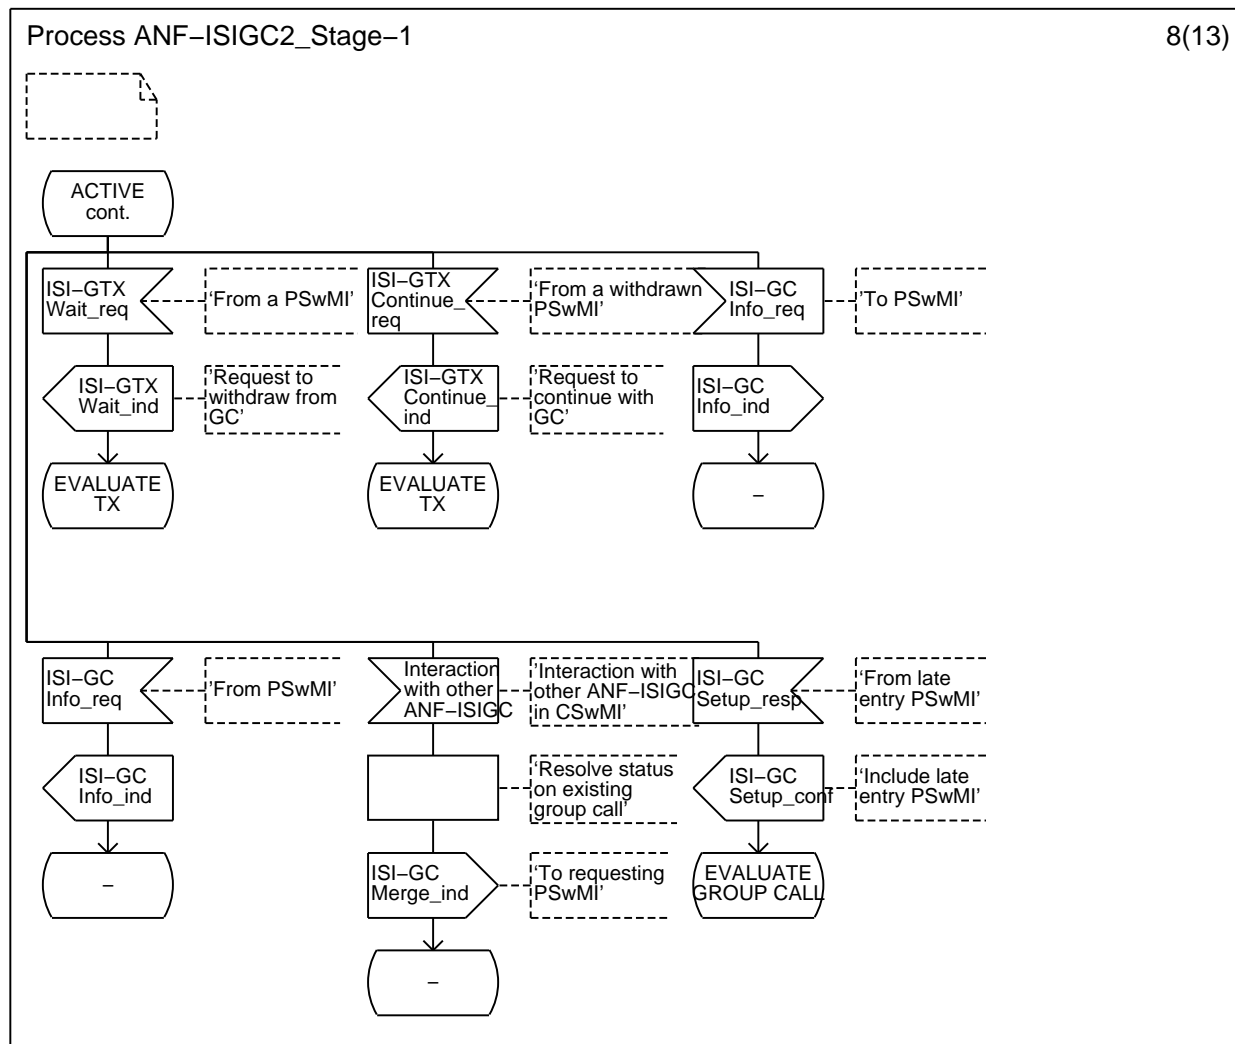 Process ANF–ISIGC2_Stage–1
8(13)
ACTIVE
cont.
ISI–GTX
Wait_req
‘From a PSwMI’
ISI–GTX
Continue_
req
‘From a withdrawn
PSwMI’
ISI–GC
Info_req
‘To PSwMI’
ISI–GTX
Wait_ind
‘Request to
withdraw from
GC’
ISI–GTX
Continue_
ind
‘Request to
continue with
GC’
ISI–GC
Info_ind
EVALUATE
TX
EVALUATE
TX
–
ISI–GC
Info_req
‘From PSwMI’
Interaction
with other
ANF–ISIGC
‘Interaction with
other ANF–ISIGC
in CSwMI’
ISI–GC
Setup_resp
‘From late
entry PSwMI’
ISI–GC
Info_ind
‘Resolve status
on existing
group call’
ISI–GC
Setup_conf
‘Include late
entry PSwMI’
–
ISI–GC
Merge_ind
‘To requesting
PSwMI’
EVALUATE
GROUP CALL
–